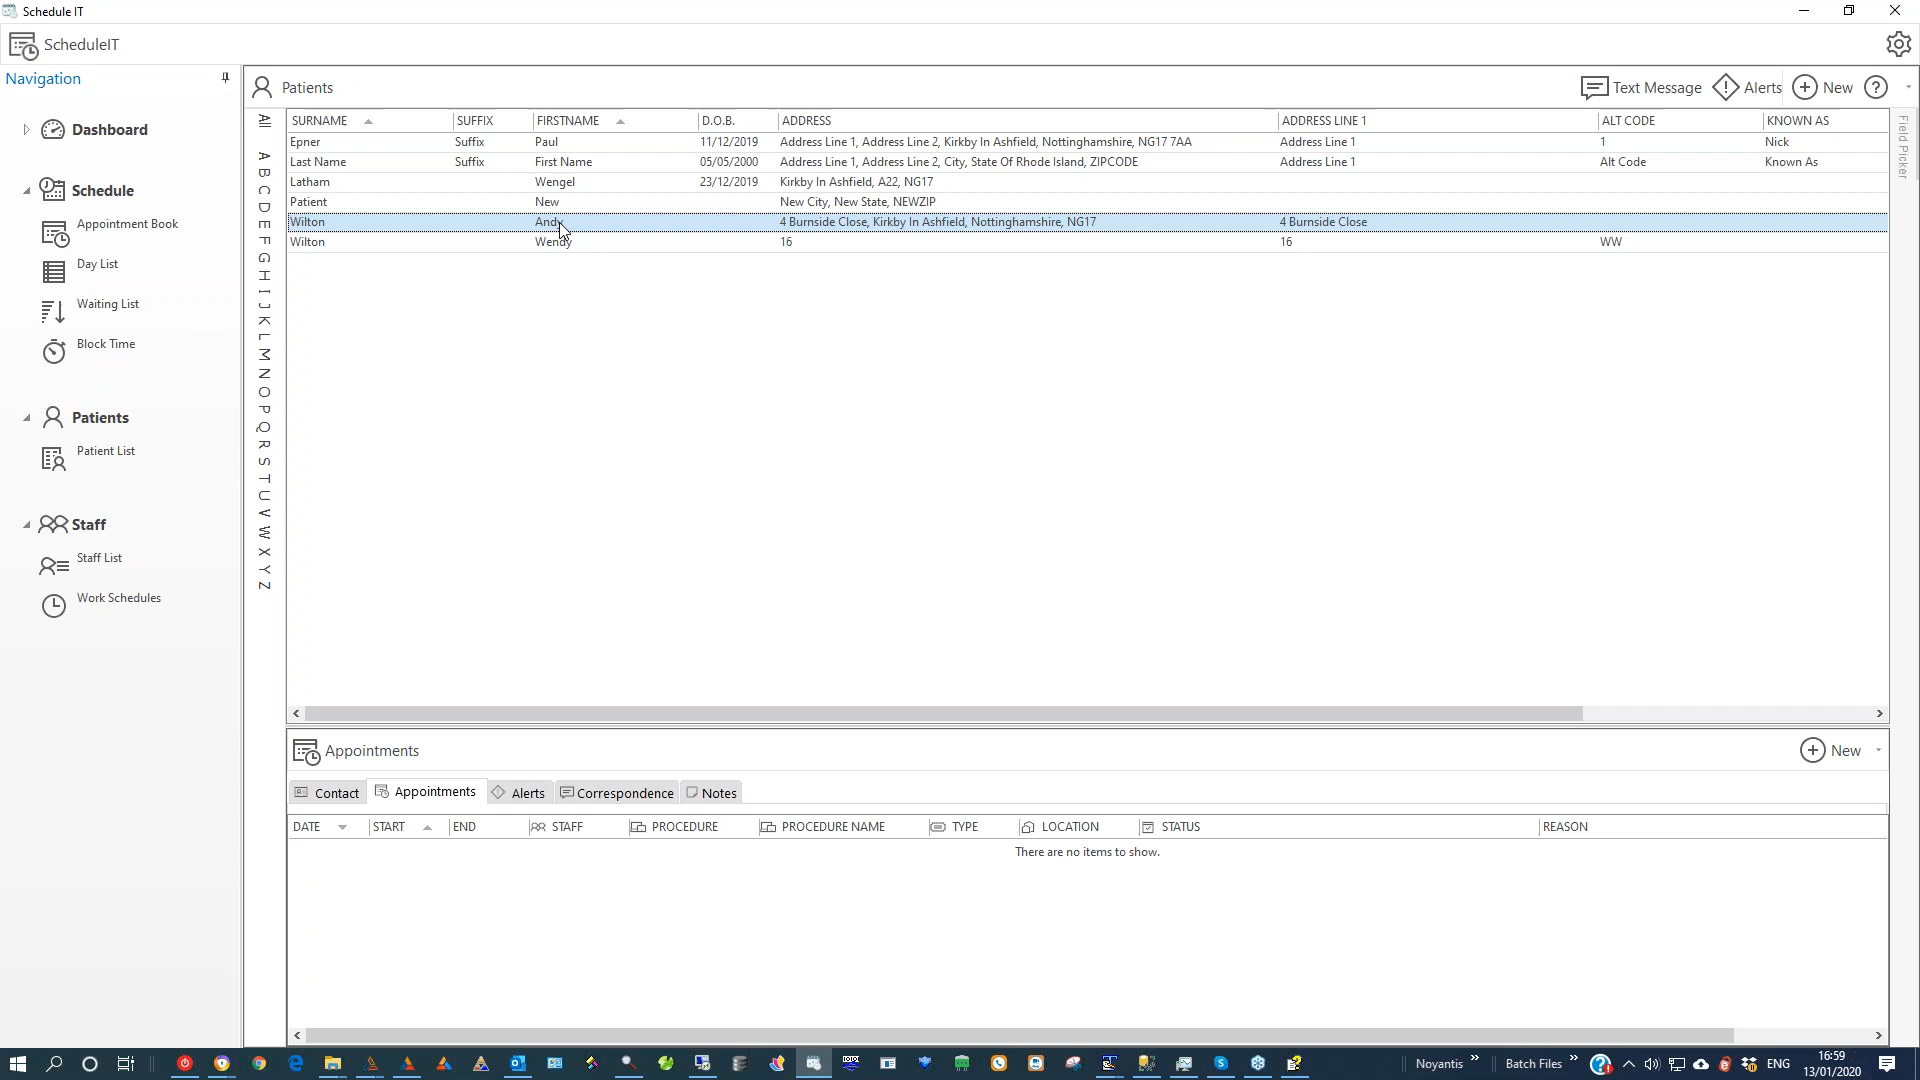 Schedule IT
ScheduleIT
Navigation
Dashboard
Schedule
Appointment Book
Day List
Waiting List
Block Time
Patients
Patient List
Staff
Staff List
Work Schedules
Patients
Text Message Alerts New ?
All
A
B
C
D
E
F
G
H
I
J
K
L
M
N
O
P
Q
R
S
T
U
V
W
X
Y
Z
SURNAME SUFFIX FIRSTNAME D.O.B. ADDRESS ADDRESS LINE 1 ALT CODE KNOWN AS
Epner Suffix Paul 11/12/2019 Address Line 1, Address Line 2, Kirkby In Ashfield, Nottinghamshire, NG17 7AA Address Line 1 1 Nick
Last Name Suffix First Name 05/05/2000 Address Line 1, Address Line 2, City, State Of Rhode Island, ZIPCODE Address Line 1 Alt Code Known As
Latham Wengel 23/12/2019 Kirkby In Ashfield, A22, NG17
Patient New New City, New State, NEWZIP
Wilton Andy 4 Burnside Close, Kirkby In Ashfield, Nottinghamshire, NG17 4 Burnside Close
Wilton Wendy 16 16 WW
Field Picker
Appointments
New
Contact Appointments Alerts Correspondence Notes
DATE START END STAFF PROCEDURE PROCEDURE NAME TYPE LOCATION STATUS REASON
There are no items to show.
Noyantis » Batch Files » ENG 16:59
13/01/2020